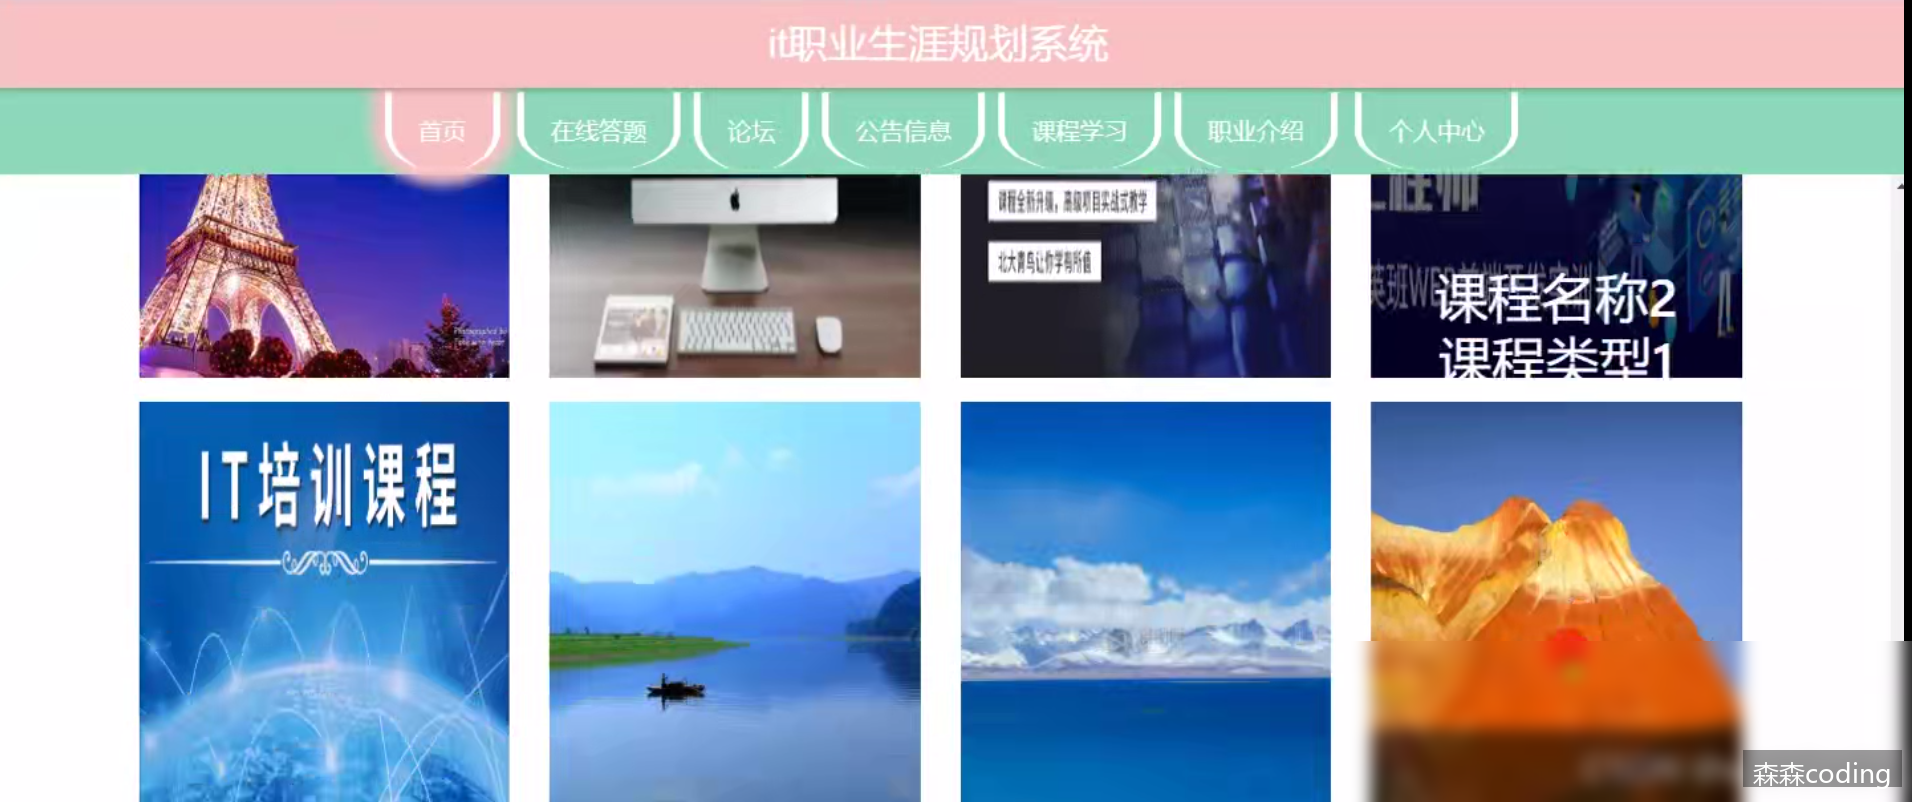 it职业生涯规划系统
首页 在线答题 论坛 公告信息 课程学习 职业介绍 个人中心
课程全新升级，高级项目实战式教学
北大青鸟让你学有所值
课程名称2
课程类型1
IT培训课程
森森coding